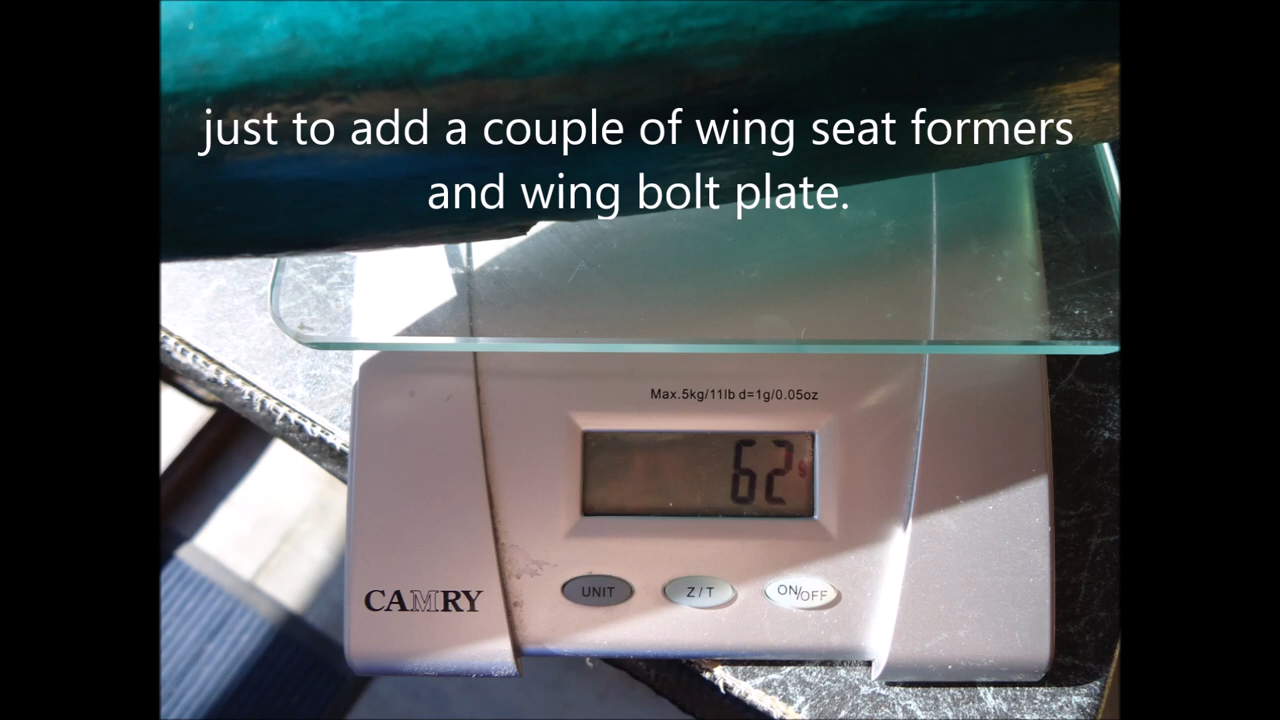 just to add a couple of wing seat formers
and wing bolt plate.
Max.5kg/11lb d=1g/0.05oz
62g
UNIT
Z/T
ON/OFF
CAMRY